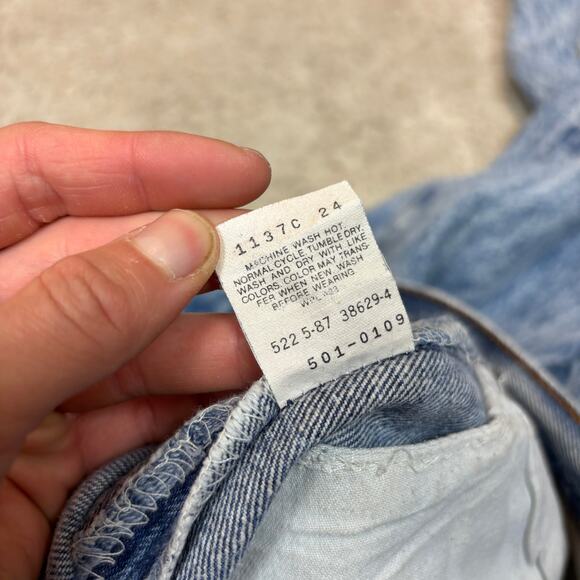 1137C 24
MACHINE WASH HOT
NORMAL CYCLE. TUMBLE DRY.
WASH AND DRY WITH LIKE
COLORS. COLOR MAY TRANS-
FER WHEN NEW. WASH
BEFORE WEARING
522 5-87 38629-4
501-0109